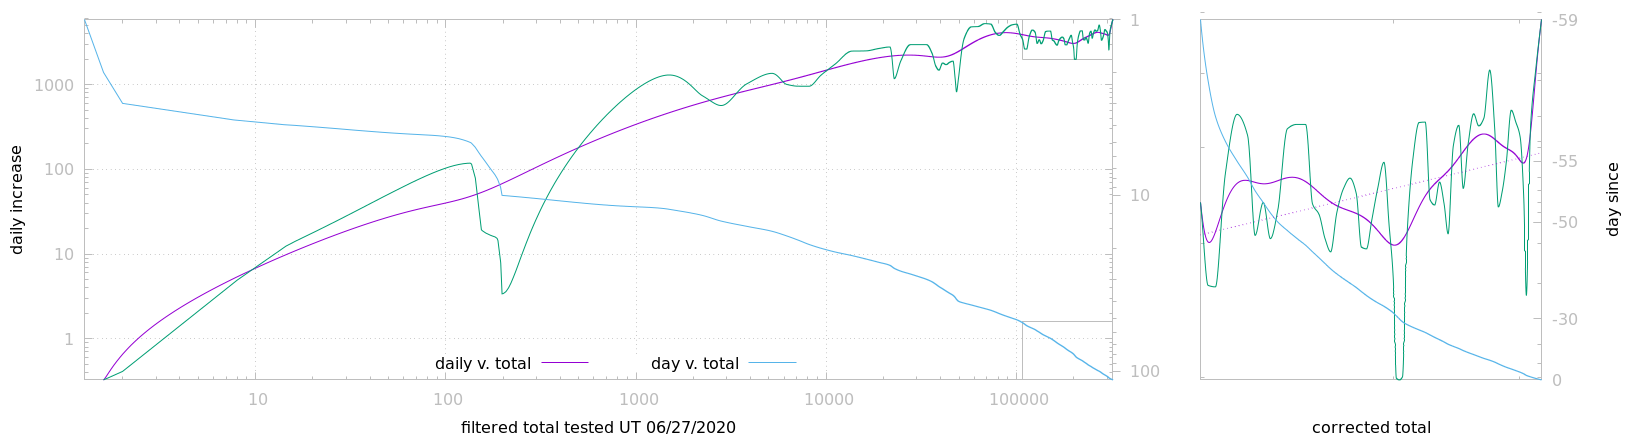 daily increase
1000
100
10
1
daily v. total
day v. total
10
100
1000
10000
100000
filtered total tested UT 06/27/2020
1
10
100
-59
-55
-50
-30
0
day since
corrected total